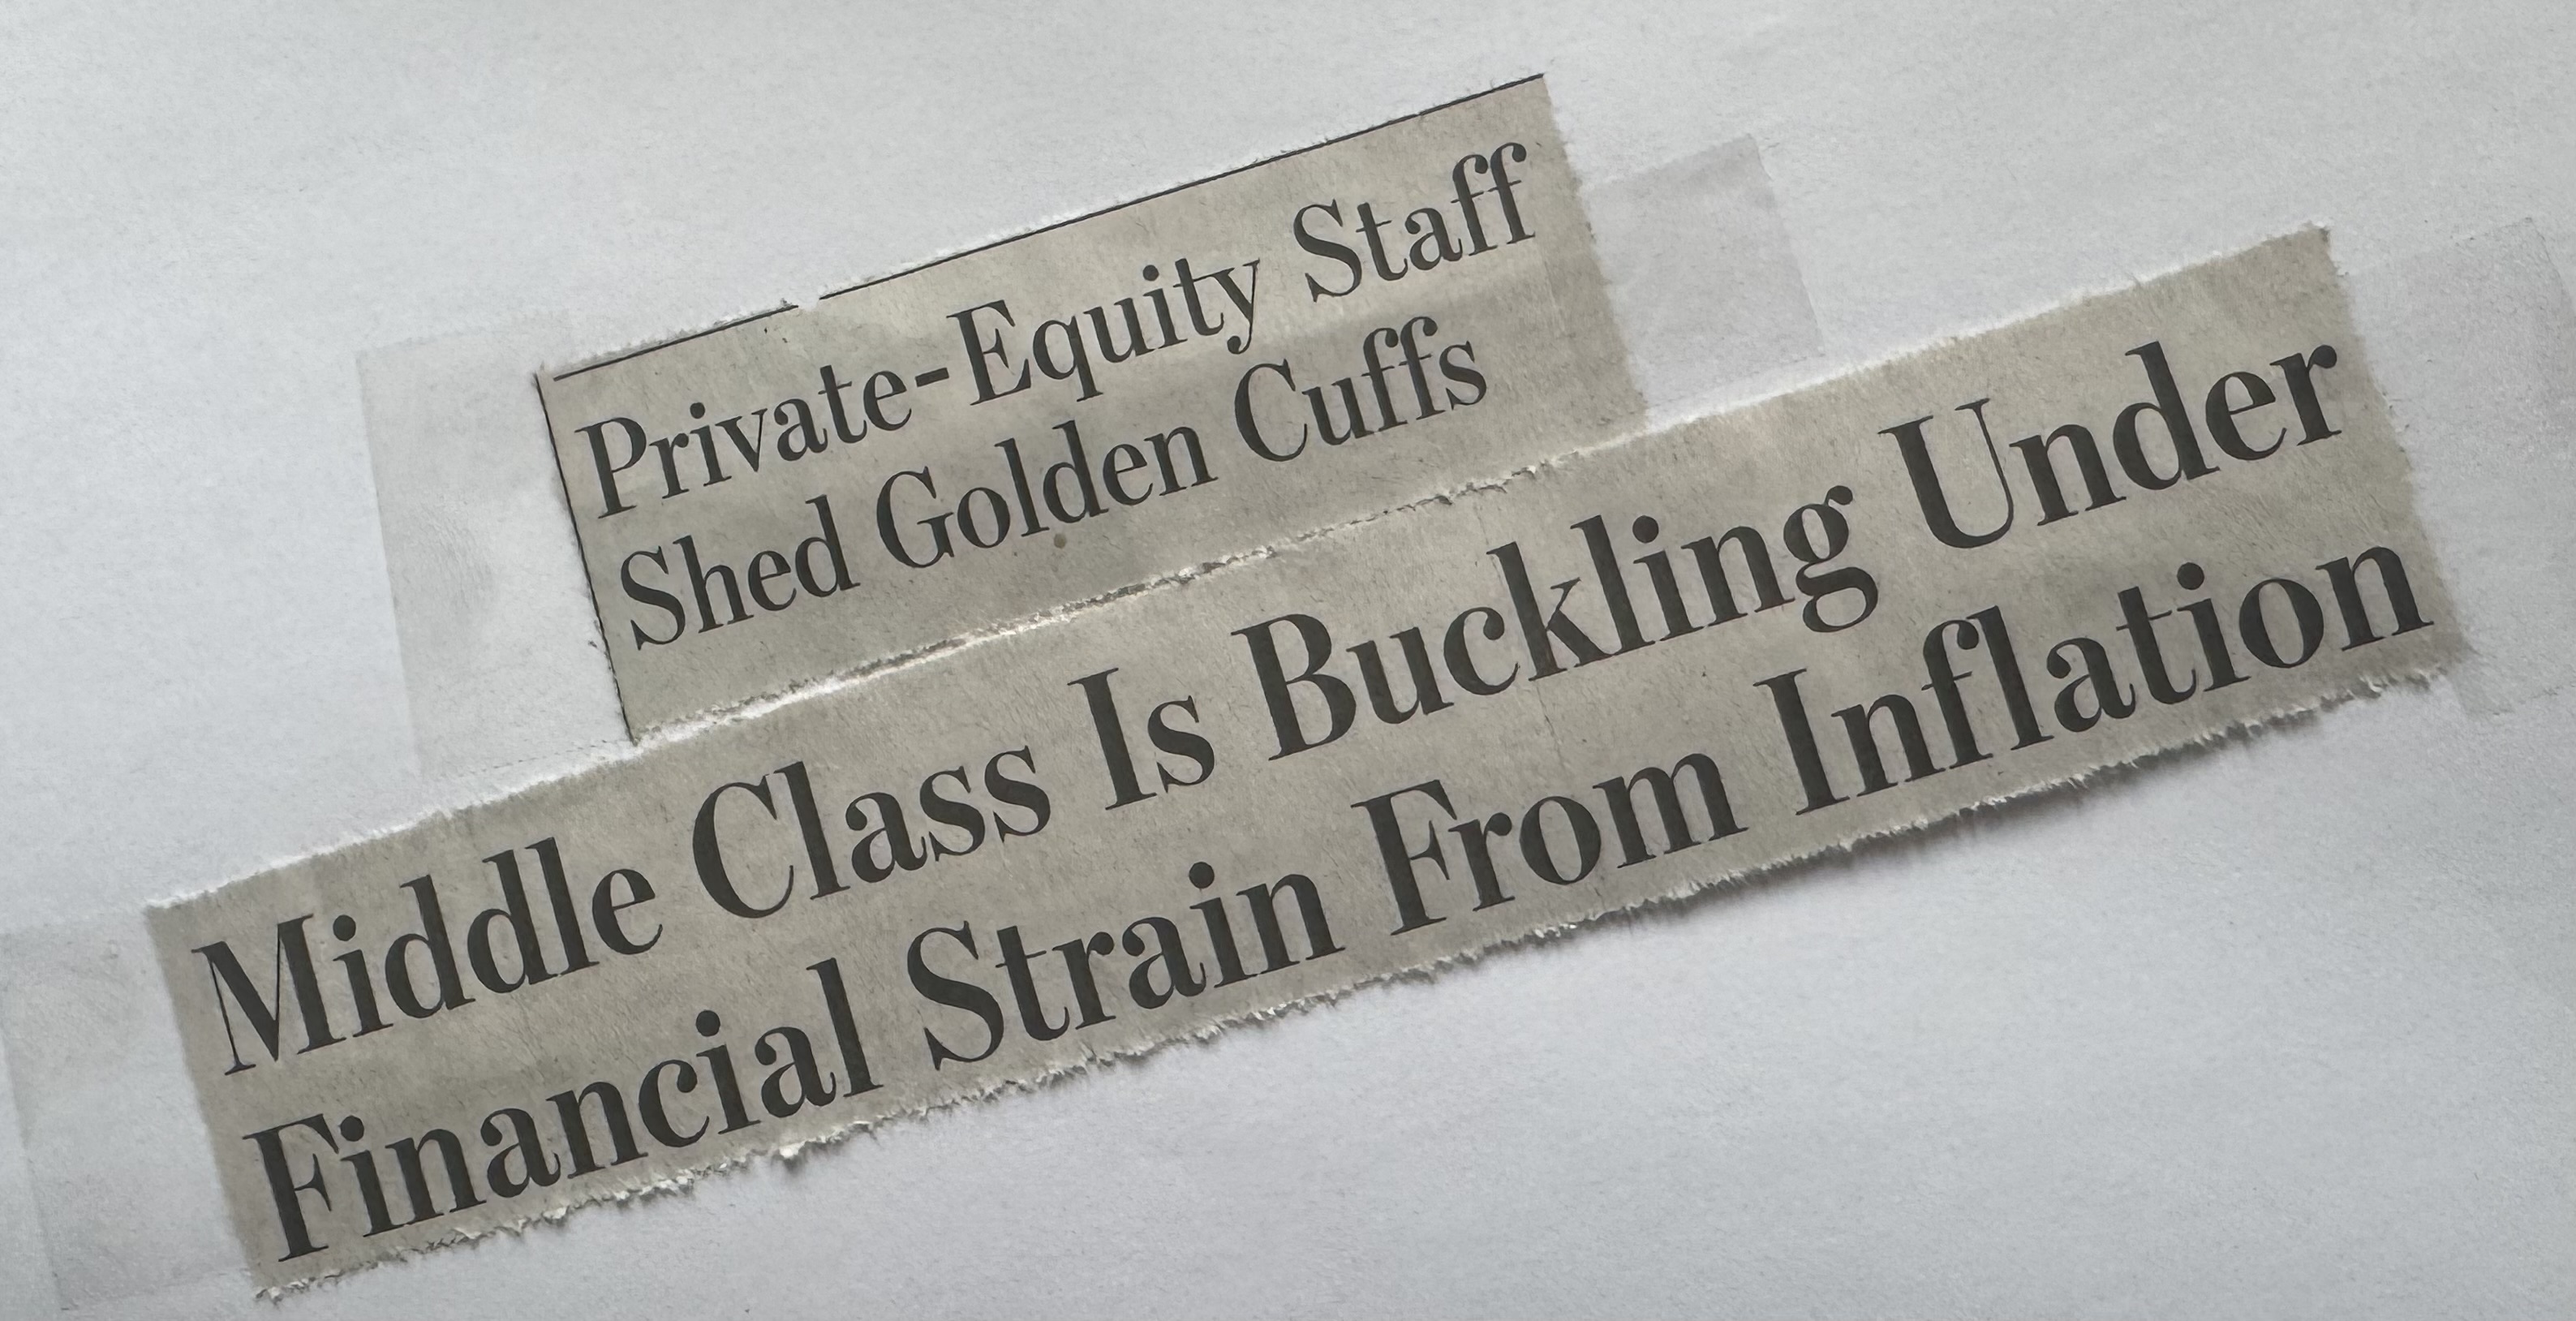 Private-Equity Staff
Shed Golden Cuffs
Middle Class Is Buckling Under
Financial Strain From Inflation